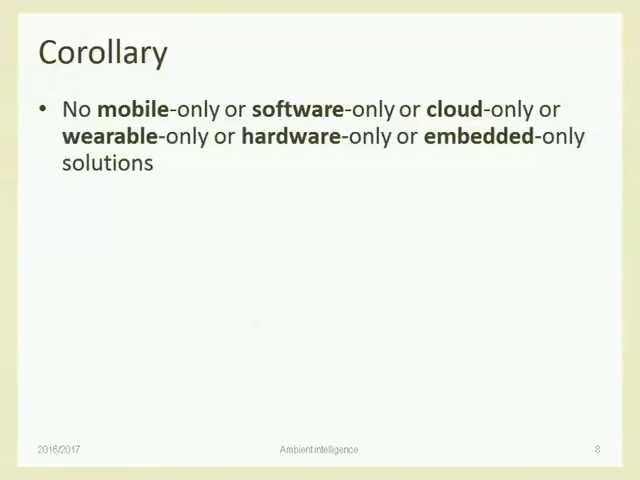 Corollary
• No mobile-only or software-only or cloud-only or
wearable-only or hardware-only or embedded-only
solutions
2016/2017
Ambient intelligence
8